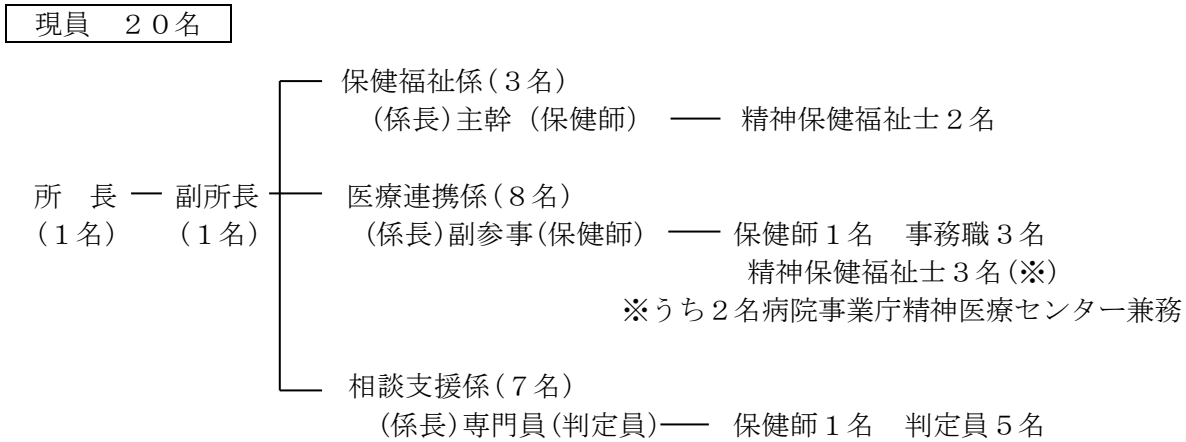 現員　２０名
保健福祉係(３名)
(係長)主幹 (保健師)　精神保健福祉士２名
所　長　副所長　医療連携係(８名)
(１名)　(１名)　(係長)副参事(保健師)　保健師１名　事務職３名
精神保健福祉士３名(※)
※うち２名病院事業庁精神医療センター兼務
相談支援係(７名)
(係長)専門員(判定員)　保健師１名　判定員５名